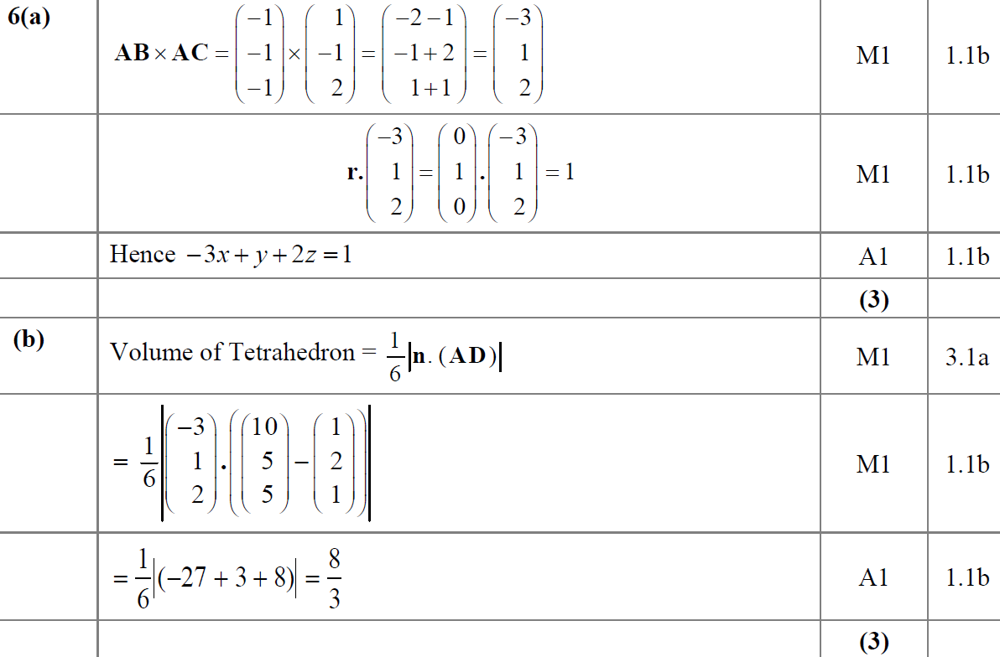 6(a) $\mathbf{AB} \times \mathbf{AC} = \begin{pmatrix} -1 \\ -1 \\ -1 \end{pmatrix} \times \begin{pmatrix} 1 \\ -1 \\ 2 \end{pmatrix} = \begin{pmatrix} -2-1 \\ -1+2 \\ 1+1 \end{pmatrix} = \begin{pmatrix} -3 \\ 1 \\ 2 \end{pmatrix}$ M1 1.1b
$\mathbf{r}.\begin{pmatrix} -3 \\ 1 \\ 2 \end{pmatrix} = \begin{pmatrix} 0 \\ 1 \\ 0 \end{pmatrix} . \begin{pmatrix} -3 \\ 1 \\ 2 \end{pmatrix} = 1$ M1 1.1b
Hence $-3x + y + 2z = 1$ A1 1.1b
(3)
(b) Volume of Tetrahedron = $\frac{1}{6}|\mathbf{n}.(\mathbf{AD})|$ M1 3.1a
$= \frac{1}{6}\left|\begin{pmatrix} -3 \\ 1 \\ 2 \end{pmatrix} . \left(\begin{pmatrix} 10 \\ 5 \\ 5 \end{pmatrix} - \begin{pmatrix} 1 \\ 2 \\ 1 \end{pmatrix}\right)\right|$ M1 1.1b
$= \frac{1}{6}|(-27 + 3 + 8)| = \frac{8}{3}$ A1 1.1b
(3)